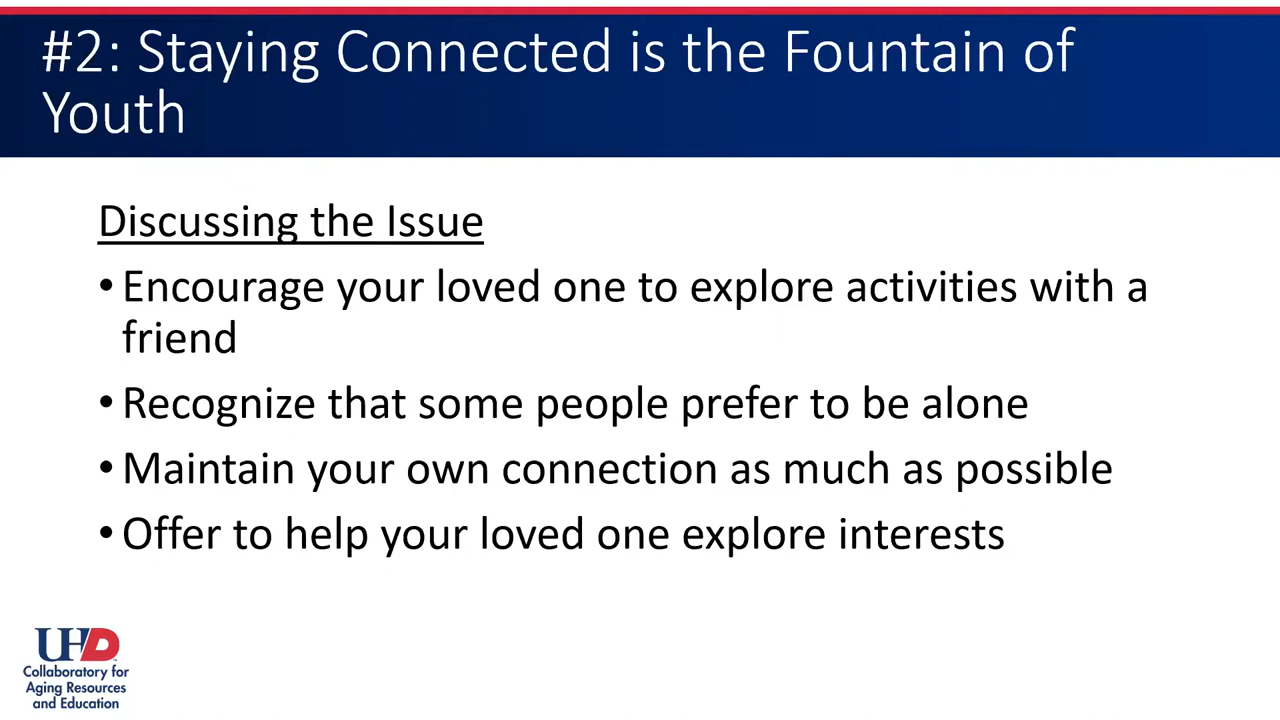 #2: Staying Connected is the Fountain of
Youth
Discussing the Issue
•Encourage your loved one to explore activities with a
friend
•Recognize that some people prefer to be alone
•Maintain your own connection as much as possible
•Offer to help your loved one explore interests
UHD
Collaboratory for
Aging Resources
and Education